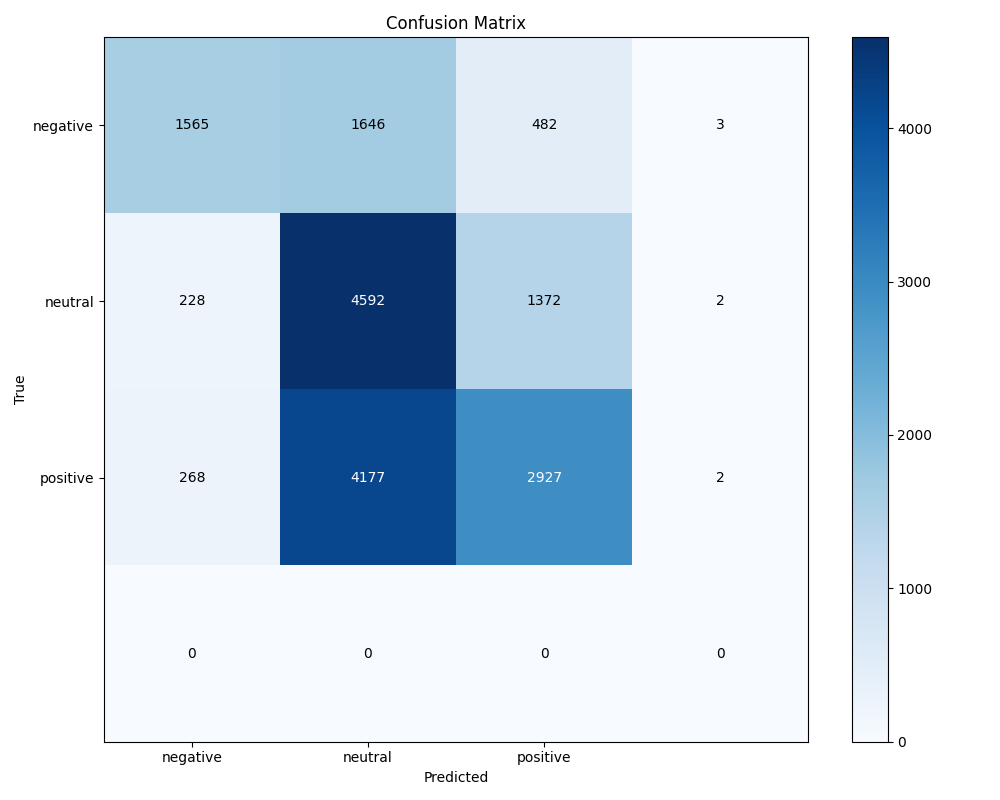 Confusion Matrix
negative 1565 1646 482 3
neutral 228 4592 1372 2
positive 268 4177 2927 2
0 0 0 0
negative neutral positive
Predicted
True
4000
3000
2000
1000
0